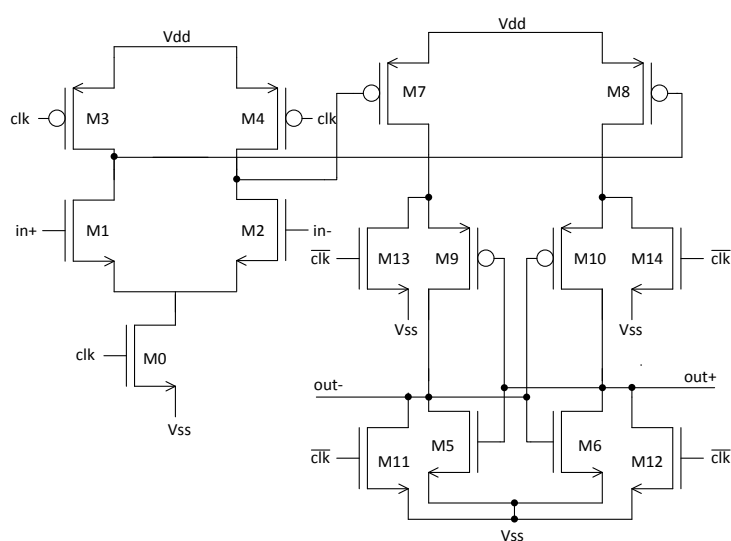 Vdd
Vdd
clk
M3
M4
clk
M7
M8
in+
M1
M2
in-
clk
M13
M9
M10
M14
clk
clk
M0
Vss
Vss
Vss
out-
out+
clk
M11
M5
M6
M12
clk
Vss